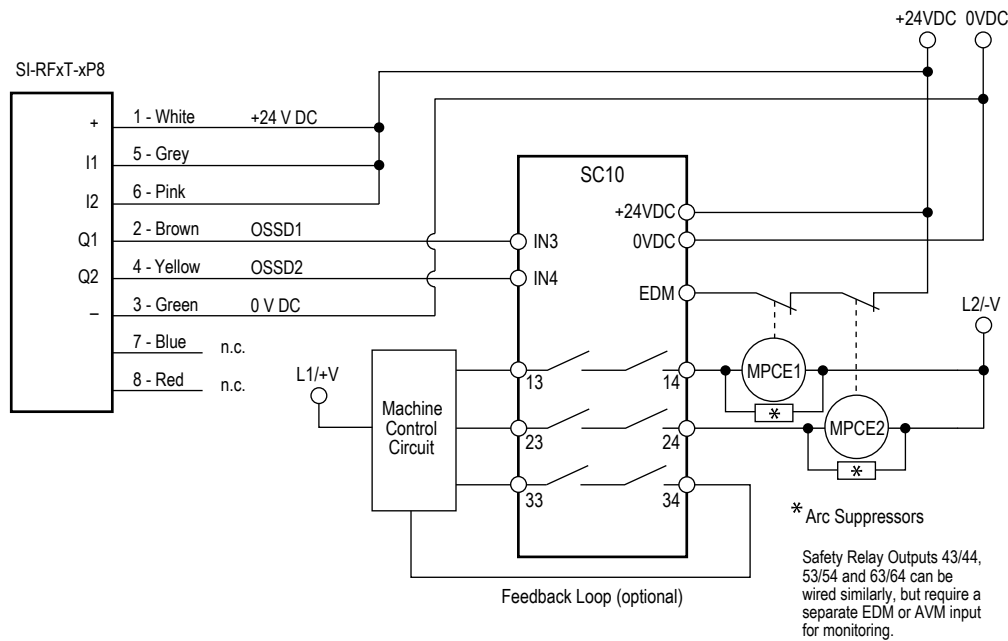 +24VDC 0VDC
SI-RFxT-xP8
+ 1 - White +24 V DC
I1 5 - Grey
I2 6 - Pink
Q1 2 - Brown OSSD1
Q2 4 - Yellow OSSD2
– 3 - Green 0 V DC
7 - Blue n.c.
8 - Red n.c.
SC10
+24VDC
IN3 0VDC
IN4
EDM
L2/-V
L1/+V
Machine
Control
Circuit
13 14
23 24
33 34
MPCE1
*
MPCE2
*
* Arc Suppressors
Feedback Loop (optional)
Safety Relay Outputs 43/44,
53/54 and 63/64 can be
wired similarly, but require a
separate EDM or AVM input
for monitoring.